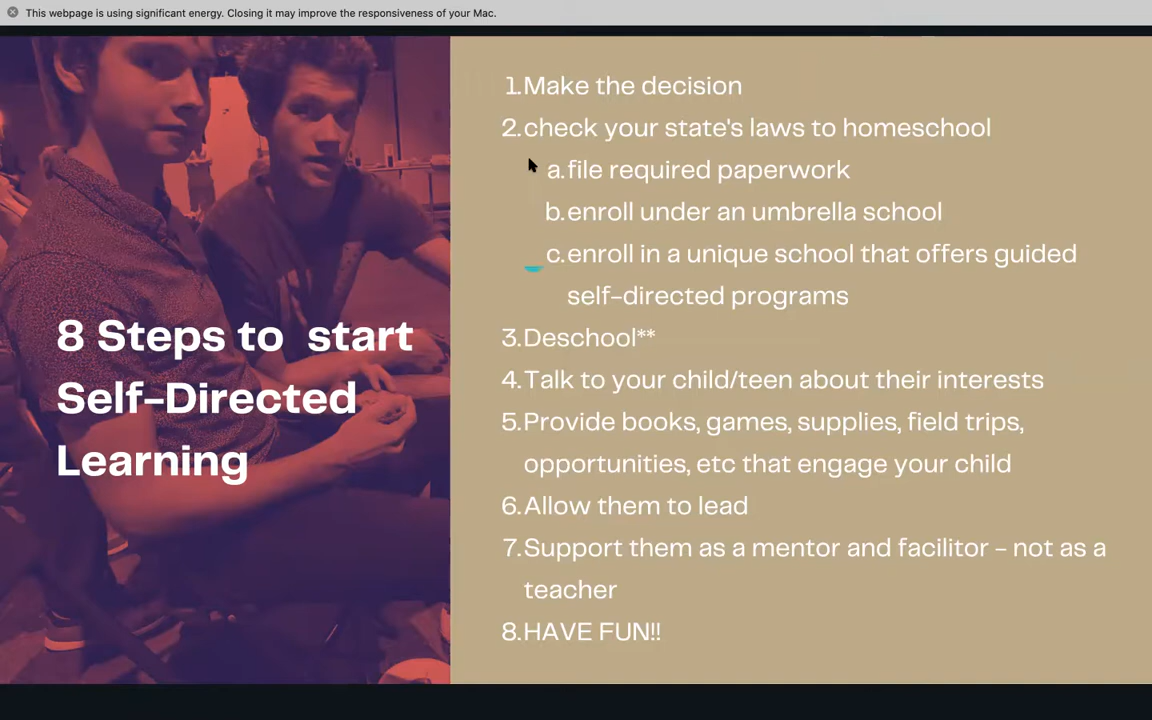 This webpage is using significant energy. Closing it may improve the responsiveness of your Mac.
8 Steps to start
Self-Directed
Learning
1. Make the decision
2. check your state's laws to homeschool
a. file required paperwork
b. enroll under an umbrella school
c. enroll in a unique school that offers guided
self-directed programs
3. Deschool**
4. Talk to your child/teen about their interests
5. Provide books, games, supplies, field trips,
opportunities, etc that engage your child
6. Allow them to lead
7. Support them as a mentor and facilitor - not as a
teacher
8. HAVE FUN!!